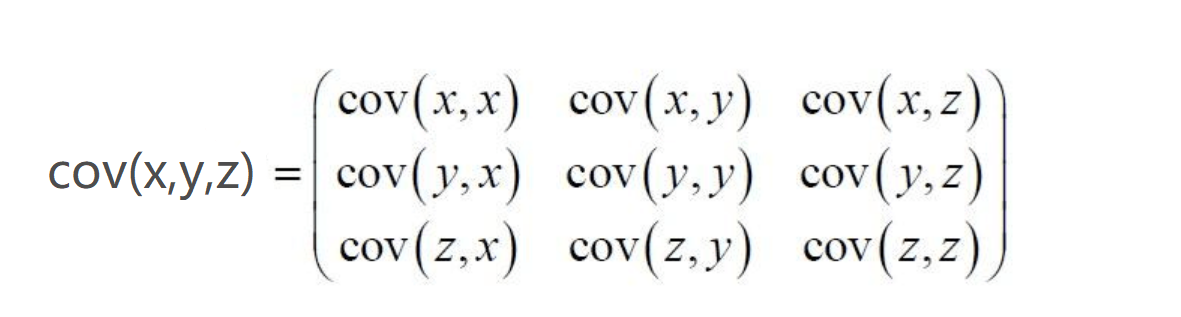 cov(x,x) cov(x,y) cov(x,z)
cov(x,y,z) = cov(y,x) cov(y,y) cov(y,z)
cov(z,x) cov(z,y) cov(z,z)